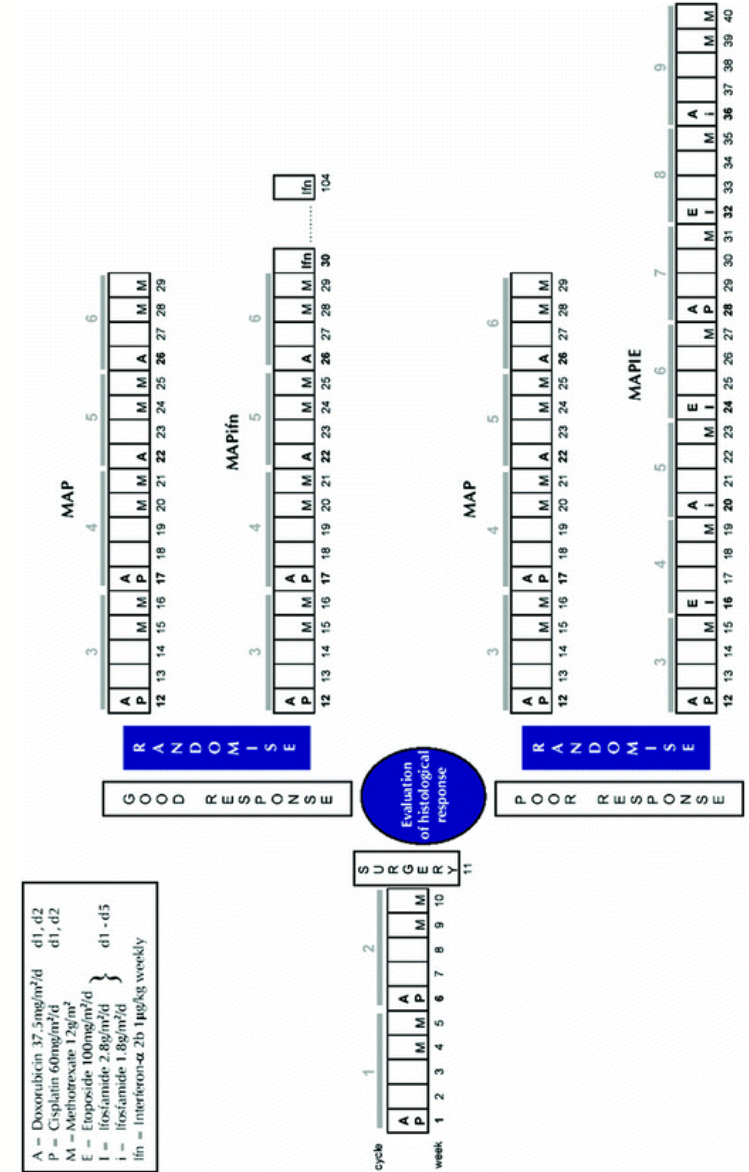 A = Doxorubicin 37.5mg/m²/d d1, d2
P = Cisplatin 60mg/m²/d d1, d2
M = Methotrexate 12g/m²
E = Etoposide 100mg/m²/d
I = Ifosfamide 2.8g/m²/d } d1 - d5
i = Ifosfamide 1.8g/m²/d
Ifn = Interferon-α 2b 1µg/kg weekly
cycle 1 2
A A
P M M P M M
week 1 2 3 4 5 6 7 8 9 10
SURGERY
11
Evaluation
of histological
response
GOOD RESPONSE
RANDOMISE
MAP
3 4 5 6
A A
P M M P M M A M M A M M
12 13 14 15 16 17 18 19 20 21 22 23 24 25 26 27 28 29
MAPifn
3 4 5 6
A A
P M M P M M A M M A M M Ifn Ifn
12 13 14 15 16 17 18 19 20 21 22 23 24 25 26 27 28 29 30 104
POOR RESPONSE
RANDOMISE
MAP
3 4 5 6
A A
P M M P M M A M M A M M
12 13 14 15 16 17 18 19 20 21 22 23 24 25 26 27 28 29
MAPIE
3 4 5 6 7 8 9
A E A E A E A
P M I M i M I M P M I M i M M
12 13 14 15 16 17 18 19 20 22 23 24 25 26 27 28 29 30 31 32 33 34 35 36 37 38 39 40